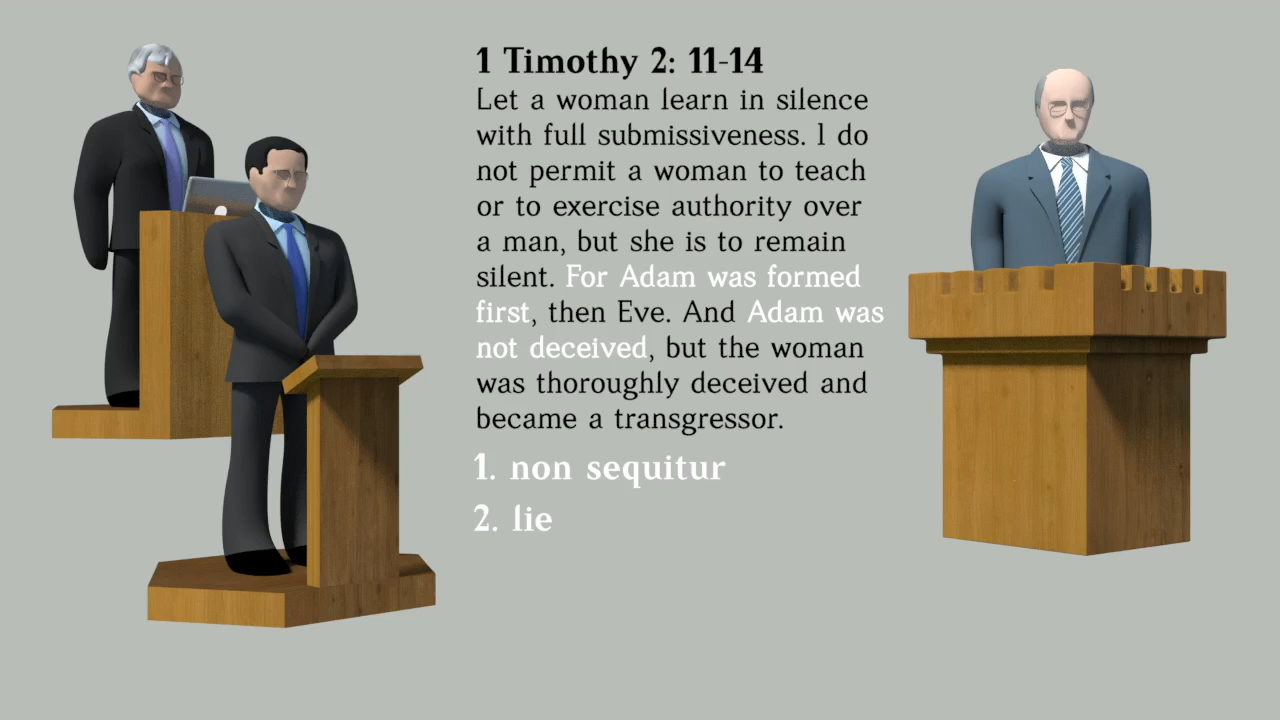 1 Timothy 2: 11-14
Let a woman learn in silence
with full submissiveness. I do
not permit a woman to teach
or to exercise authority over
a man, but she is to remain
silent. For Adam was formed
first, then Eve. And Adam was
not deceived, but the woman
was thoroughly deceived and
became a transgressor.
1. non sequitur
2. lie